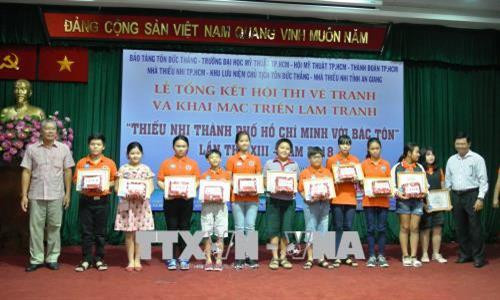 ĐẢNG CỘNG SẢN VIỆT NAM QUANG VINH MUÔN NĂM
BẢO TÀNG TÔN ĐỨC THẮNG - TRƯỜNG ĐẠI HỌC MỸ THUẬT TP.HCM - HỘI MỸ THUẬT TP.HCM - THÀNH ĐOÀN TP.HCM
NHÀ THIẾU NHI TP.HCM - KHU LƯU NIỆM CHỦ TỊCH TÔN ĐỨC THẮNG - NHÀ THIẾU NHI TỈNH AN GIANG
LỄ TỔNG KẾT HỘI THI VẼ TRANH
VÀ KHAI MẠC TRIỂN LÃM TRANH
"THIẾU NHI THÀNH PHỐ HỒ CHÍ MINH VỚI BÁC TÔN"
LẦN THỨ XIII - NĂM
TTXVN - VNA